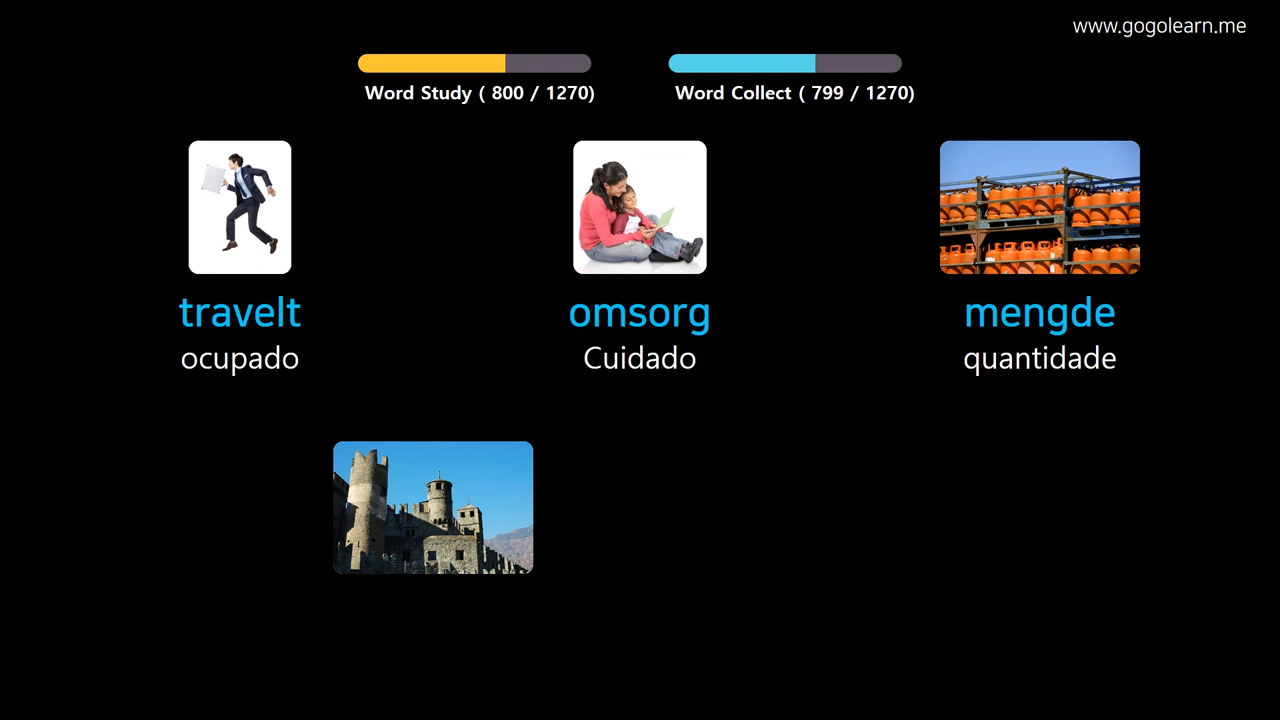 www.gogolearn.me
Word Study ( 800 / 1270)
Word Collect ( 799 / 1270)
travelt
omsorg
mengde
ocupado
Cuidado
quantidade